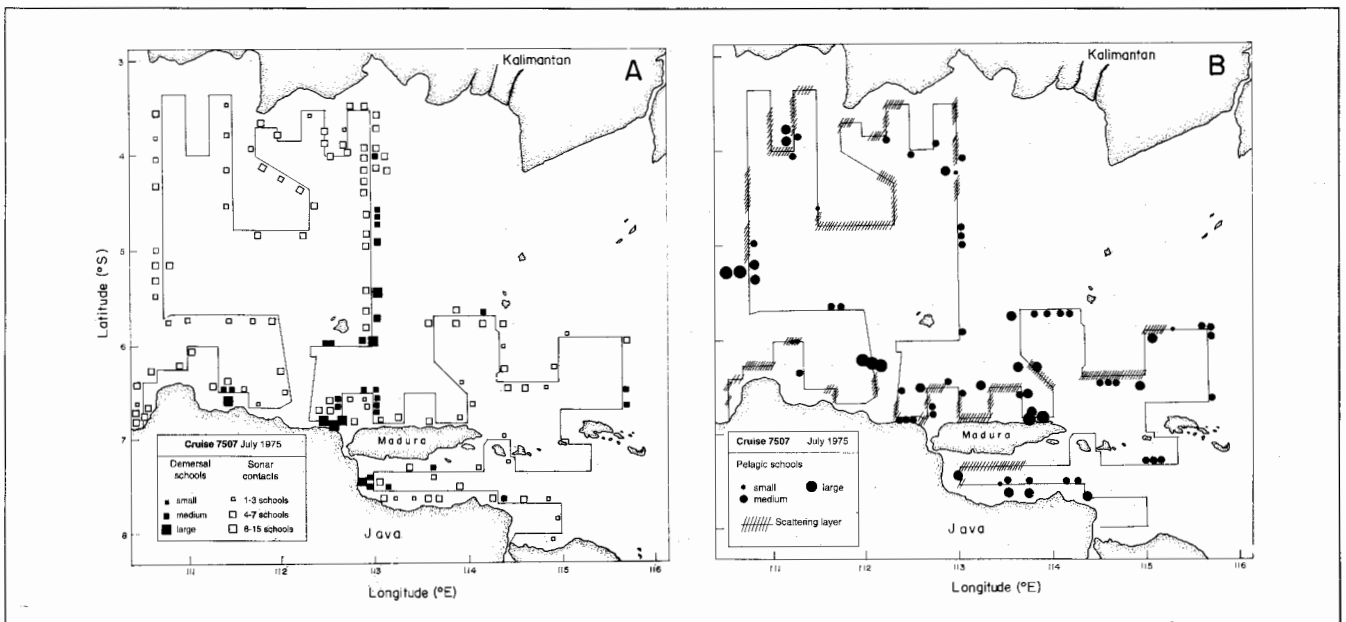 Kalimantan
A
3
4
5
6
7
8
Latitude (°S)
Madura
Java
Cruise 7507 July 1975
Demersal schools
Sonar contacts
small
medium
large
1-3 schools
4-7 schools
8-15 schools
111
112
113
114
115
116
Longitude (°E)
Kalimantan
B
Madura
Java
Cruise 7507 July 1975
Pelagic schools
small
medium
large
Scattering layer
111
112
113
114
115
116
Longitude (°E)